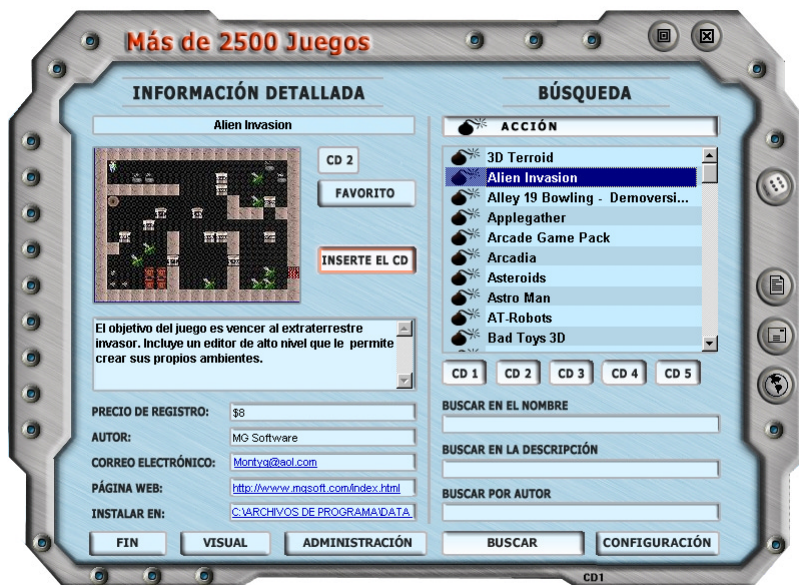 Más de 2500 Juegos
INFORMACIÓN DETALLADA
Alien Invasion
CD 2
FAVORITO
INSERTE EL CD
El objetivo del juego es vencer al extraterrestre
invasor. Incluye un editor de alto nivel que le permite
crear sus propios ambientes.
PRECIO DE REGISTRO: $8
AUTOR: MG Software
CORREO ELECTRÓNICO: Montyg@aol.com
PÁGINA WEB: http://www.mgsoft.com/index.html
INSTALAR EN: C:\ARCHIVOS DE PROGRAMA\DATA
FIN VISUAL ADMINISTRACIÓN
BÚSQUEDA
ACCIÓN
3D Terroid
Alien Invasion
Alley 19 Bowling - Demoversi...
Applegather
Arcade Game Pack
Arcadia
Asteroids
Astro Man
AT-Robots
Bad Toys 3D
CD 1 CD 2 CD 3 CD 4 CD 5
BUSCAR EN EL NOMBRE
BUSCAR EN LA DESCRIPCIÓN
BUSCAR POR AUTOR
BUSCAR CONFIGURACIÓN
CD1